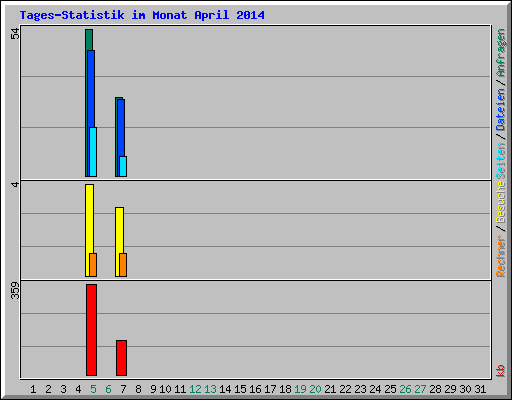 Tages-Statistik im Monat April 2014
54
4
359
Rechner / Besuche Seiten / Dateien / Anfragen
kb
1 2 3 4 5 6 7 8 9 10 11 12 13 14 15 16 17 18 19 20 21 22 23 24 25 26 27 28 29 30 31